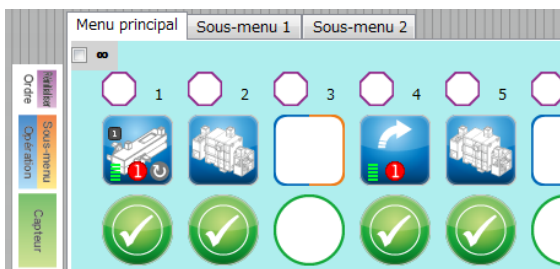 Menu principal Sous-menu 1 Sous-menu 2
∞
1 2 3 4 5
Ordre
Opération
Sous-menu
Capteur
1
1
1